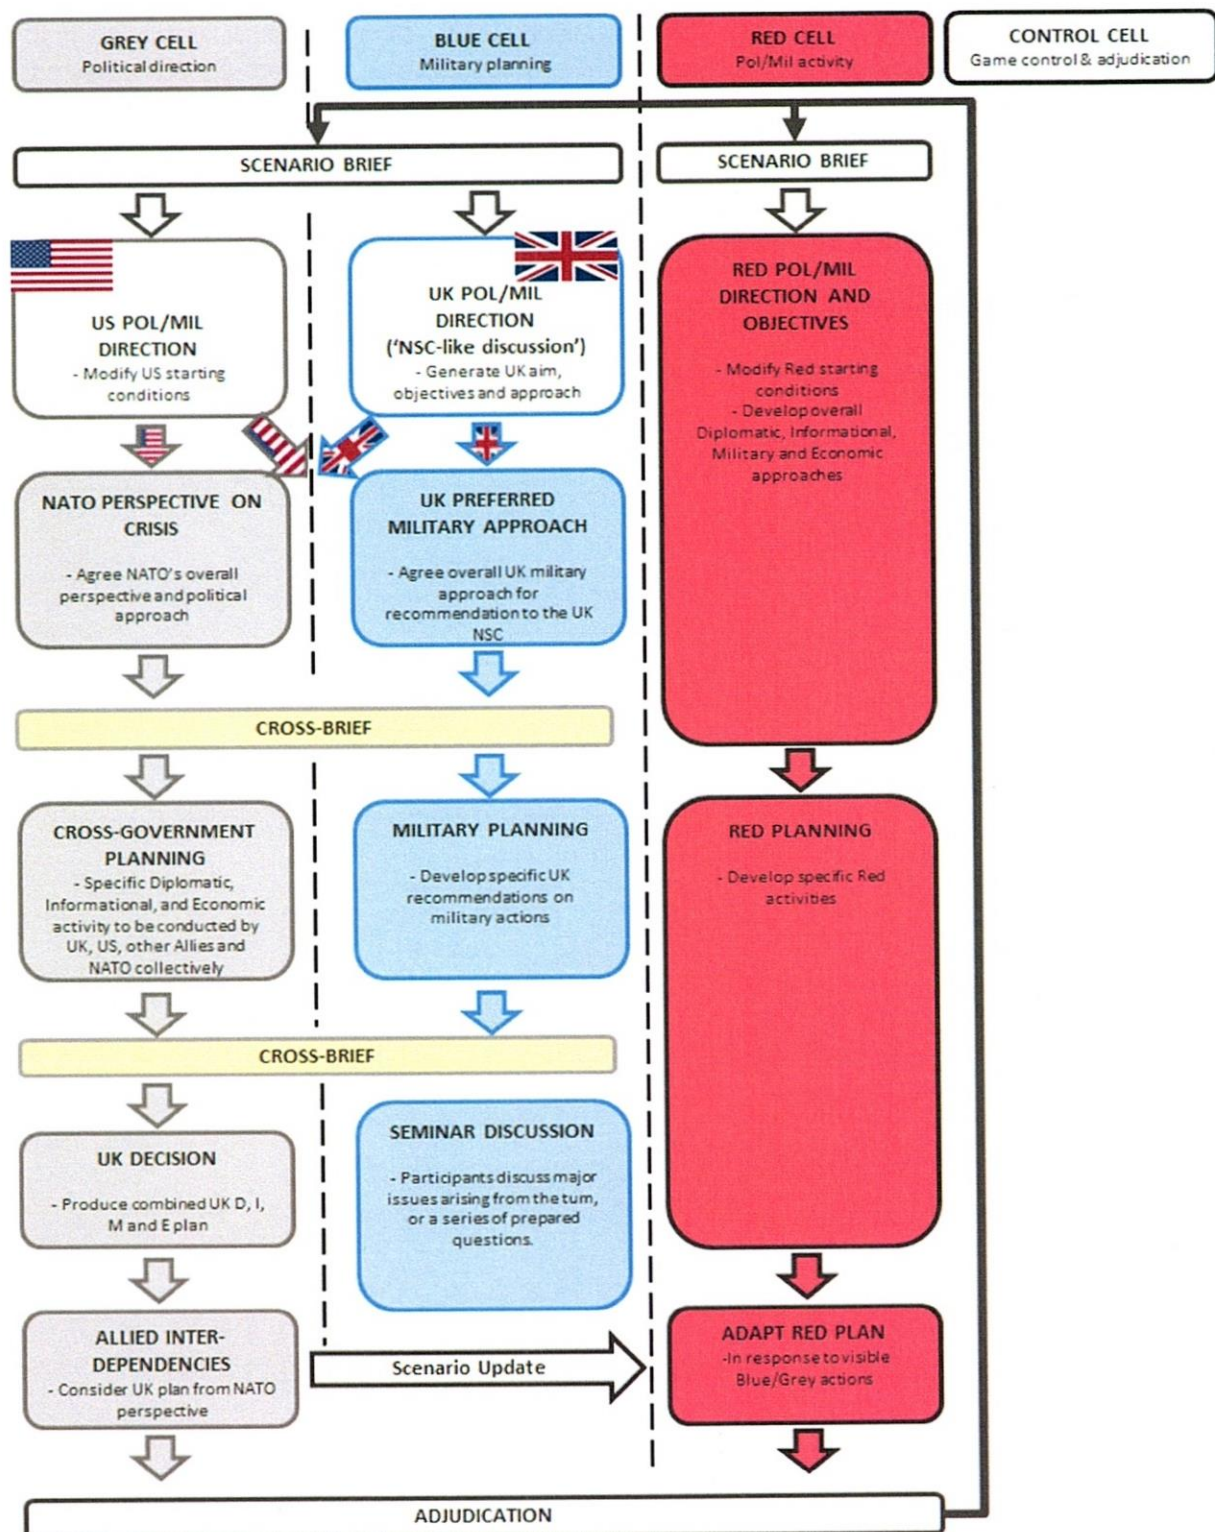 GREY CELL
Political direction
BLUE CELL
Military planning
RED CELL
Pol/Mil activity
CONTROL CELL
Game control & adjudication
SCENARIO BRIEF
SCENARIO BRIEF
US POL/MIL
DIRECTION
- Modify US starting
conditions
UK POL/MIL
DIRECTION
('NSC-like discussion')
- Generate UK aim,
objectives and approach
RED POL/MIL
DIRECTION AND
OBJECTIVES
- Modify Red starting
conditions
- Develop overall
Diplomatic, Informational,
Military and Economic
approaches
NATO PERSPECTIVE ON
CRISIS
- Agree NATO's overall
perspective and political
approach
UK PREFERRED
MILITARY APPROACH
- Agree overall UK military
approach for
recommendation to the UK
NSC
CROSS-BRIEF
CROSS-GOVERNMENT
PLANNING
- Specific Diplomatic,
Informational, and Economic
activity to be conducted by
UK, US, other Allies and
NATO collectively
MILITARY PLANNING
- Develop specific UK
recommendations on
military actions
RED PLANNING
- Develop specific Red
activities
CROSS-BRIEF
UK DECISION
- Produce combined UK D, I,
M and E plan
SEMINAR DISCUSSION
- Participants discuss major
issues arising from the turn,
or a series of prepared
questions.
ALLIED INTER-
DEPENDENCIES
- Consider UK plan from NATO
perspective
Scenario Update
ADAPT RED PLAN
-In response to visible
Blue/Grey actions
ADJUDICATION